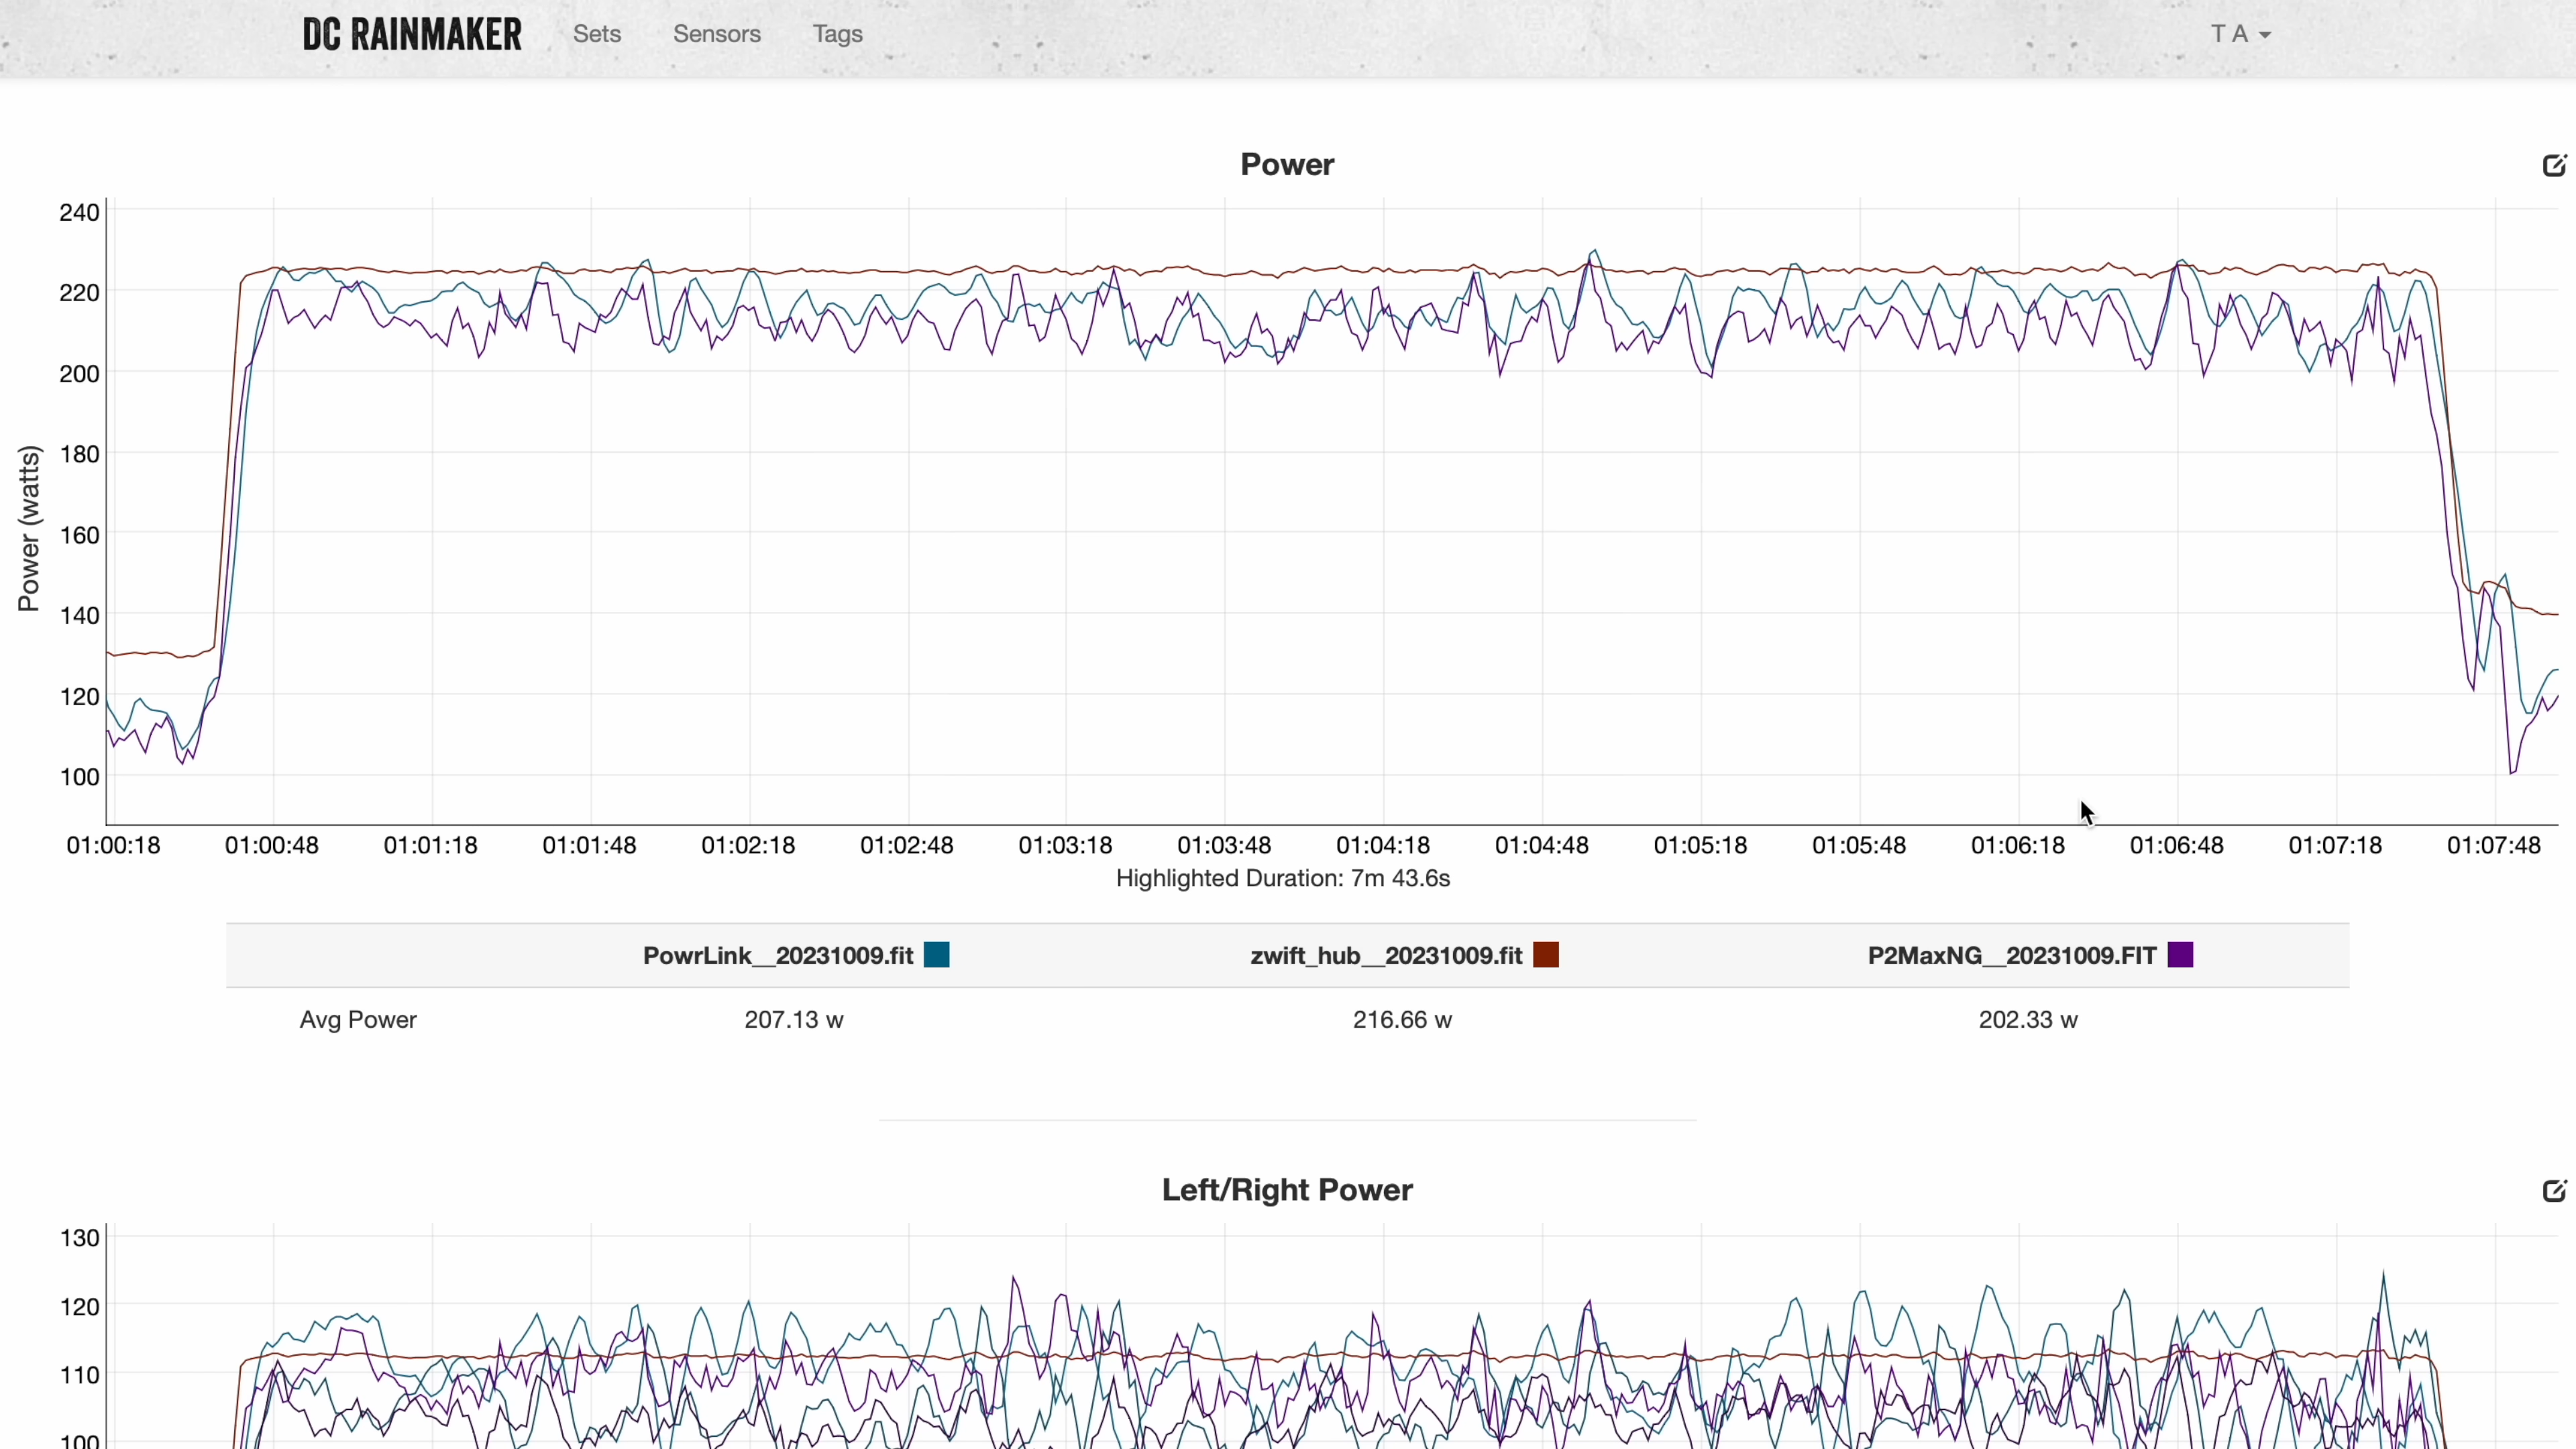 DC RAINMAKER Sets Sensors Tags T A
Power
240
220
200
180
160
140
120
100
Power (watts)
01:00:18 01:00:48 01:01:18 01:01:48 01:02:18 01:02:48 01:03:18 01:03:48 01:04:18 01:04:48 01:05:18 01:05:48 01:06:18 01:06:48 01:07:18 01:07:48
Highlighted Duration: 7m 43.6s
PowrLink__20231009.fit zwift_hub__20231009.fit P2MaxNG__20231009.FIT
Avg Power 207.13 w 216.66 w 202.33 w
Left/Right Power
130
120
110
100